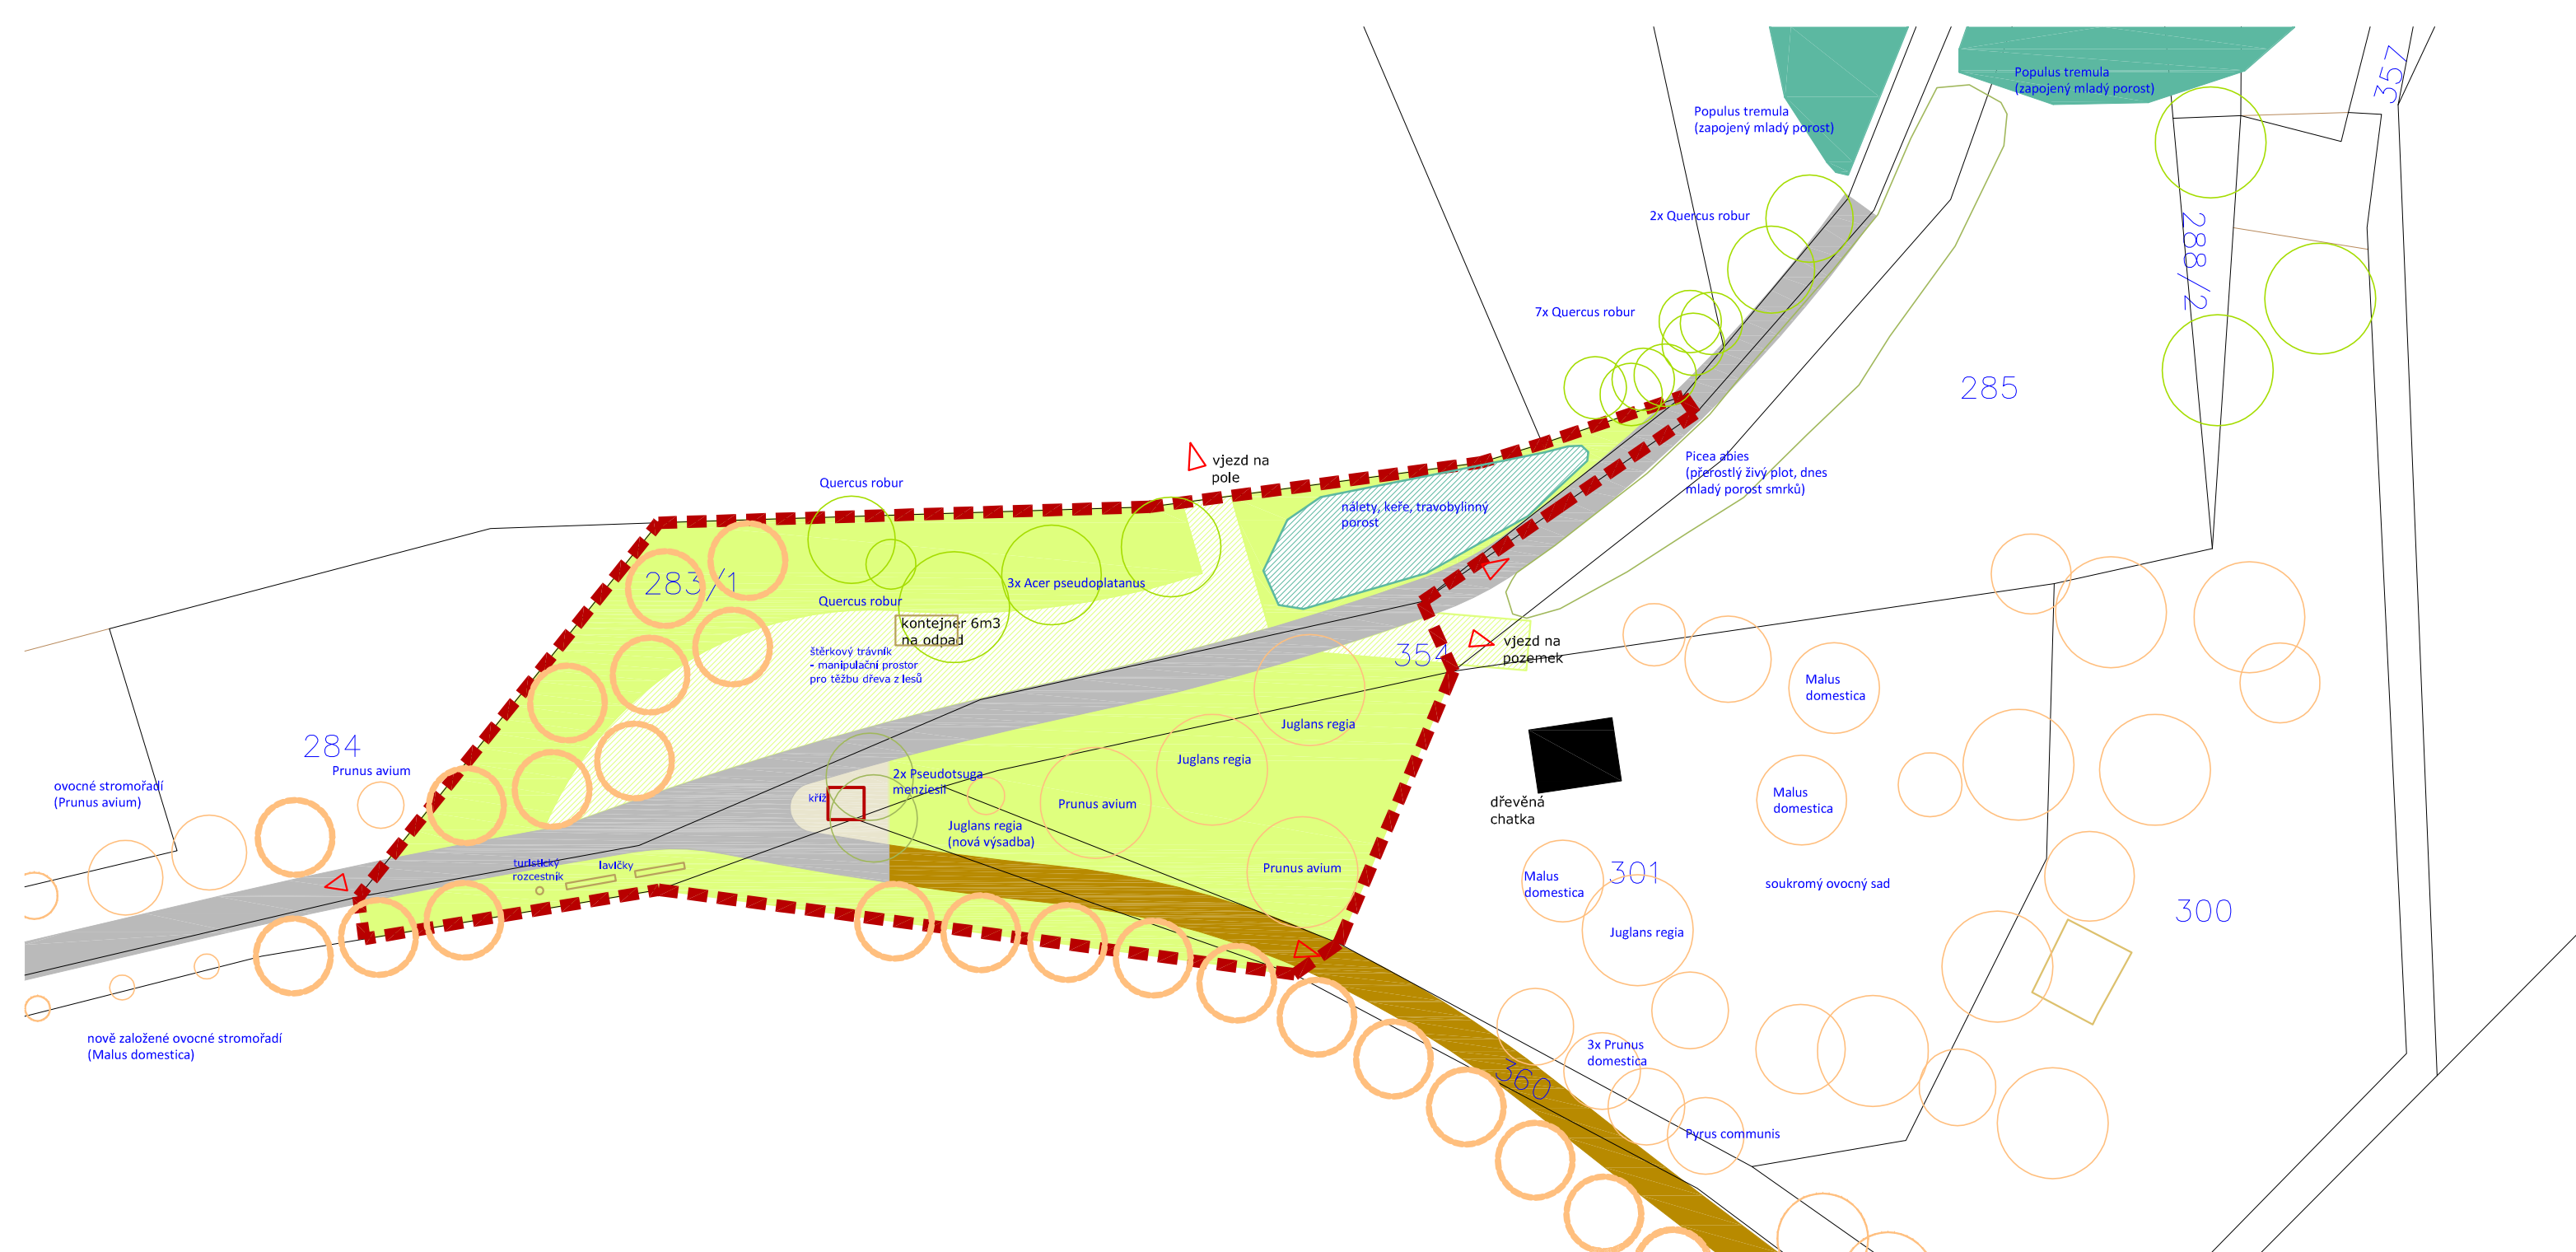 357
Populus tremula
(zapojený mladý porost)
Populus tremula
(zapojený mladý porost)
2x Quercus robur
288/2
7x Quercus robur
285
Picea abies
(přerostlý živý plot, dnes
mladý porost smrků)
vjezd na
pole
Quercus robur
nálety, keře, travobylinný
porost
283/1
3x Acer pseudoplatanus
Quercus robur
kontejner 6m3
na odpad
štěrkový trávník
- manipulační prostor
pro těžbu dřeva z lesů
354
vjezd na
pozemek
Malus
domestica
Juglans regia
284
Prunus avium
Juglans regia
ovocné stromořadí
(Prunus avium)
2x Pseudotsuga
menziesii
kříž
Prunus avium
dřevěná
chatka
Malus
domestica
Juglans regia
(nová výsadba)
turistický
rozcestník
lavičky
Prunus avium
Malus
domestica
301
soukromý ovocný sad
300
Juglans regia
nově založené ovocné stromořadí
(Malus domestica)
3x Prunus
domestica
360
Pyrus communis